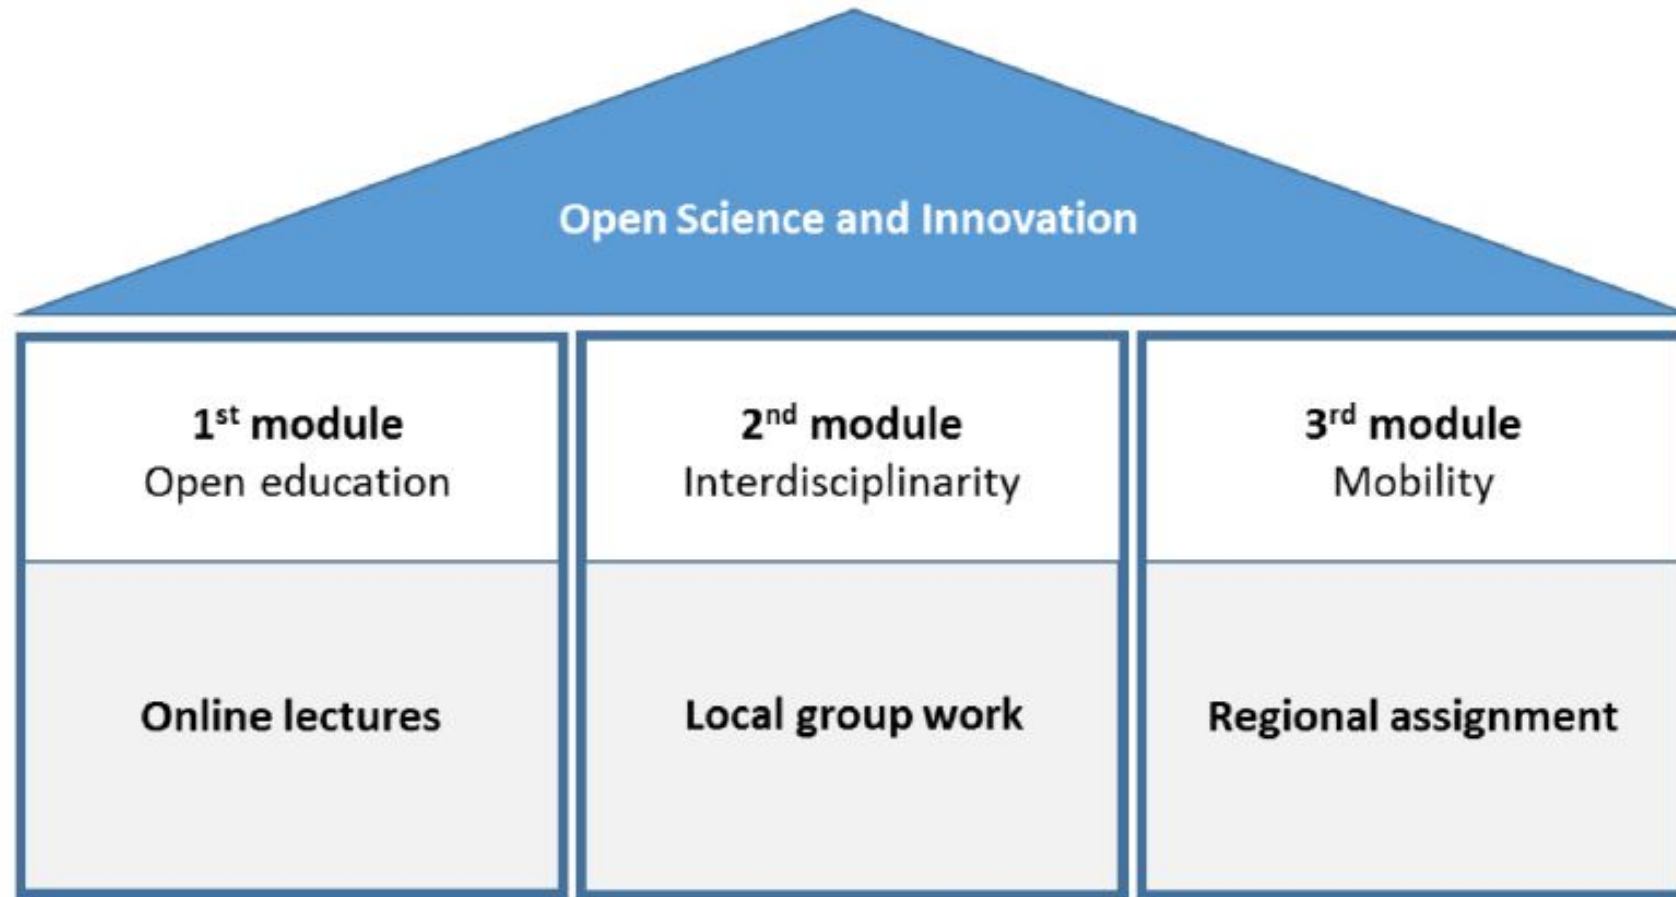 Open Science and Innovation
1st module
Open education
2nd module
Interdisciplinarity
3rd module
Mobility
Online lectures
Local group work
Regional assignment